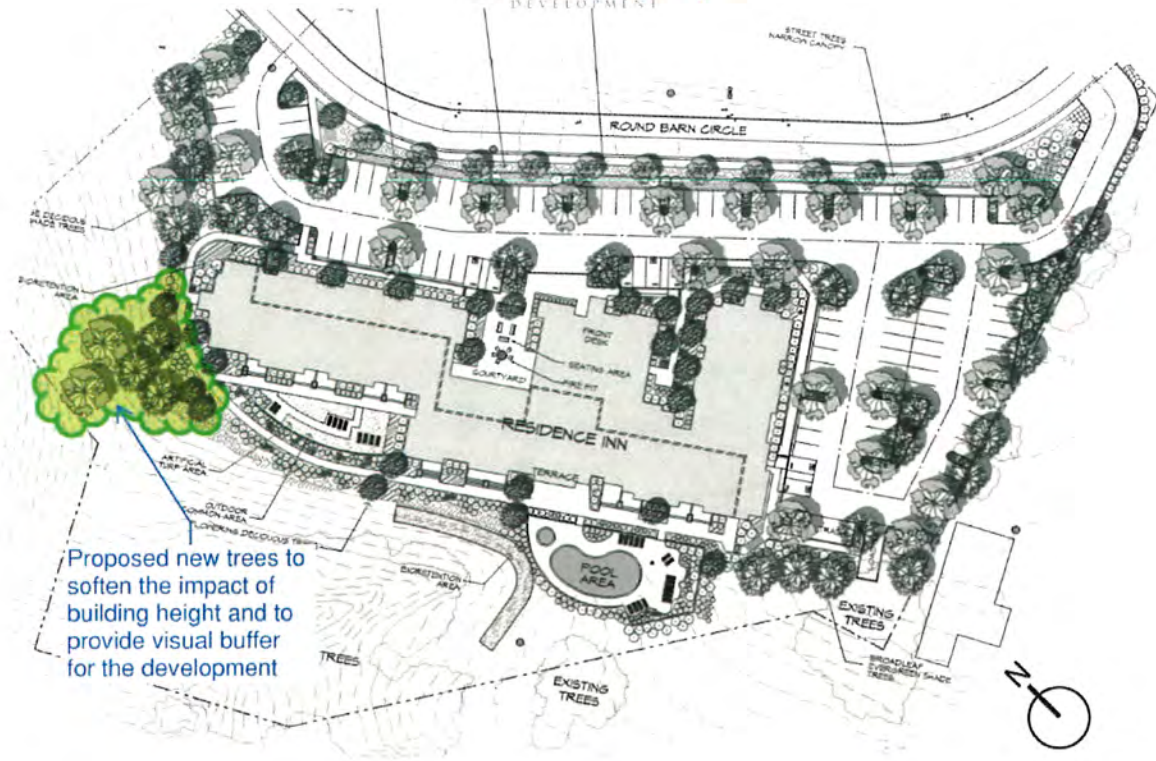 DEVELOPMENT
STREET TREES
NARROW CANOPY
ROUND BARN CIRCLE
DECIDIOUS
SHADE TREES
BIORETENTION
AREA
FRONT
DESK
SEATING AREA
FIRE PIT
COURTYARD
RESIDENCE INN
TERRACE
ARTIFICIAL
TURF AREA
OUTDOOR
COMMON AREA
FLOWERING DECIDUOUS
BIORETENTION
AREA
POOL
AREA
EXISTING
TREES
BROADLEAF
EVERGREEN SHADE
TREES
Proposed new trees to
soften the impact of
building height and to
provide visual buffer
for the development
TREES
EXISTING
TREES
N